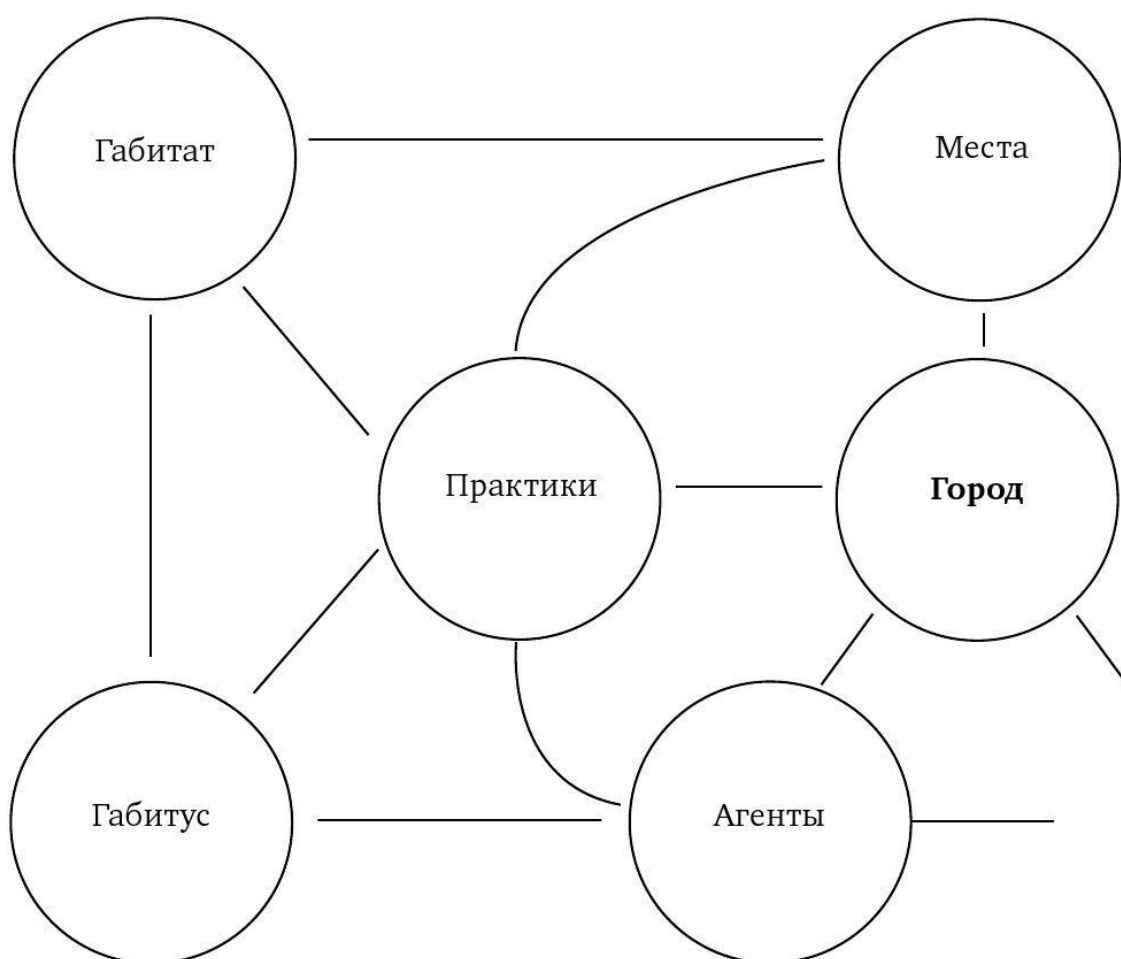 Габитат
Места
Практики
Город
Габитус
Агенты